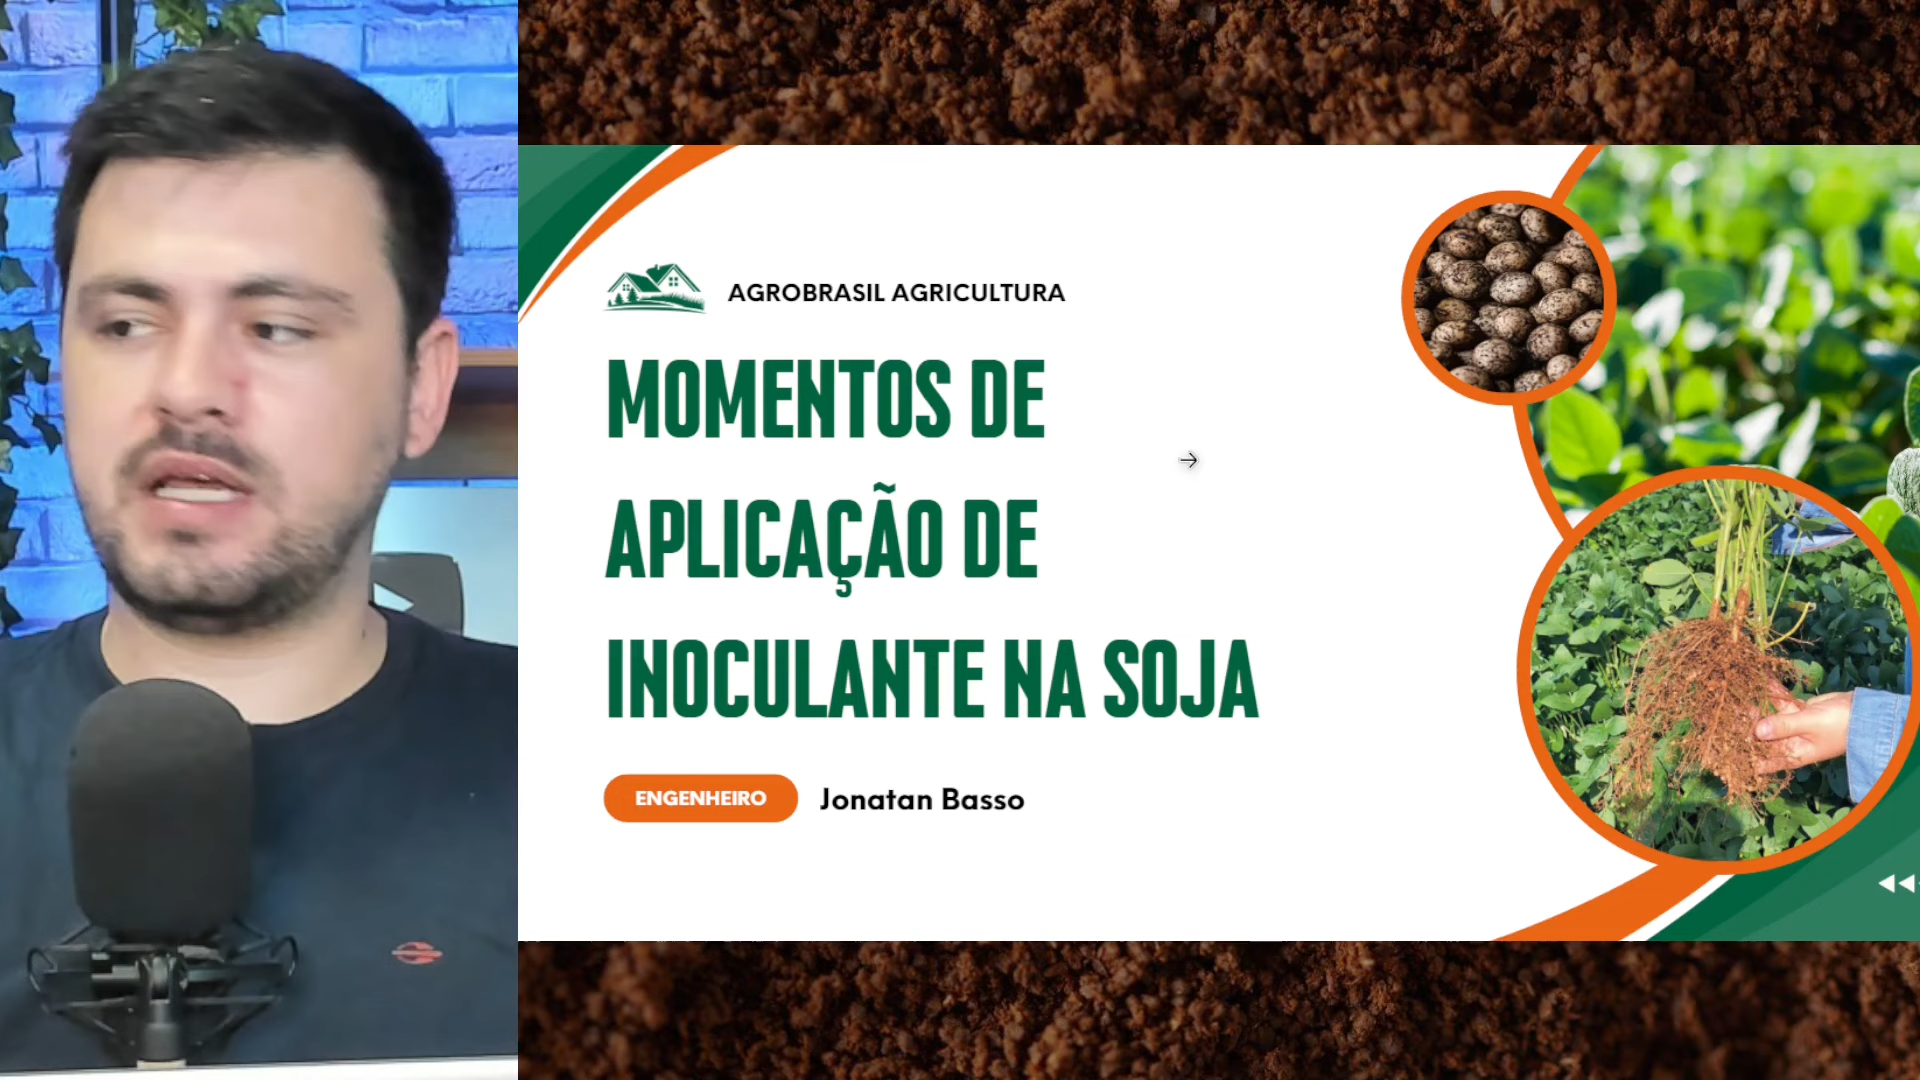 AGROBRASIL AGRICULTURA
MOMENTOS DE
APLICAÇÃO DE
INOCULANTE NA SOJA
ENGENHEIRO Jonatan Basso